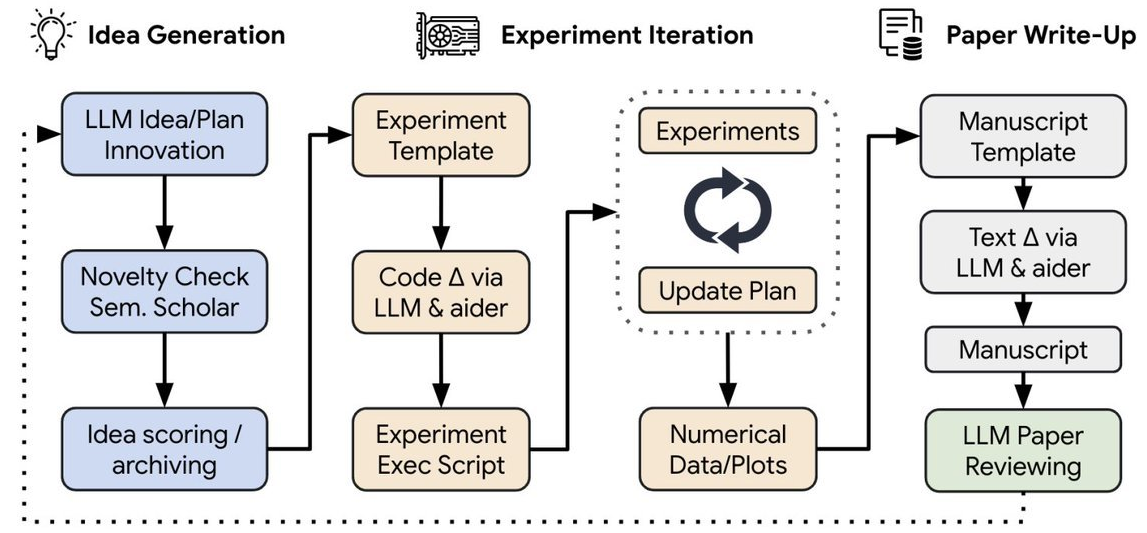 Idea Generation
Experiment Iteration
Paper Write-Up
LLM Idea/Plan
Innovation
Novelty Check
Sem. Scholar
Idea scoring /
archiving
Experiment
Template
Code Δ via
LLM & aider
Experiment
Exec Script
Experiments
Update Plan
Numerical
Data/Plots
Manuscript
Template
Text Δ via
LLM & aider
Manuscript
LLM Paper
Reviewing